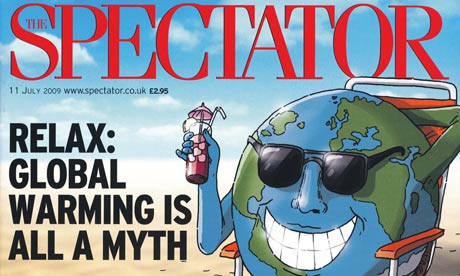 THE SPECTATOR
11 JULY 2009 www.spectator.co.uk £2.95
RELAX:
GLOBAL
WARMING IS
ALL A MYTH